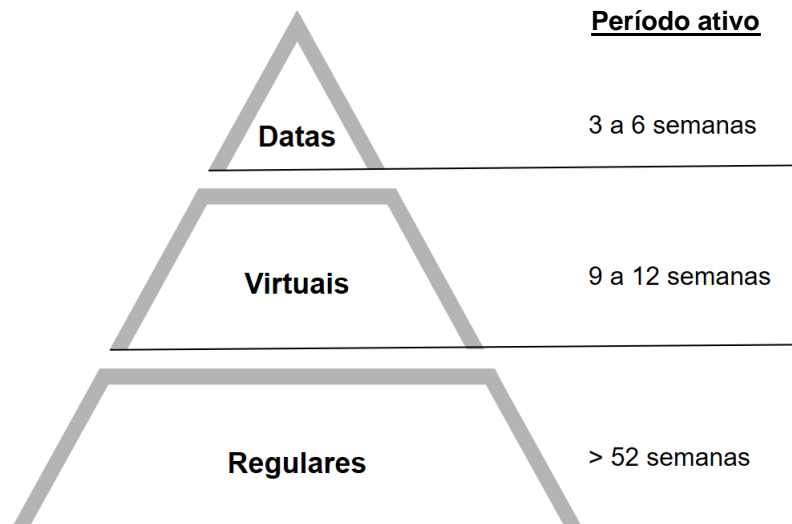 Período ativo
Datas
3 a 6 semanas
Virtuais
9 a 12 semanas
Regulares
> 52 semanas